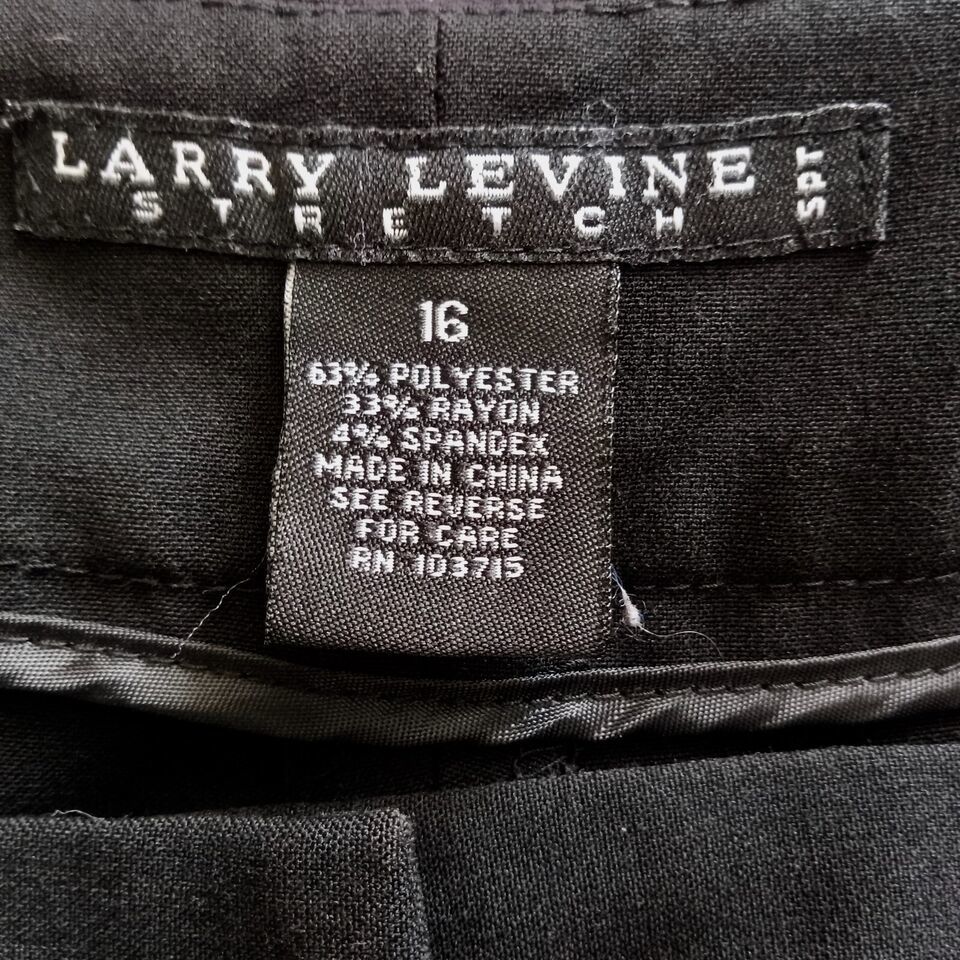 LARRY LEVINE SPT
STRETCH
16
63% POLYESTER
33% RAYON
4% SPANDEX
MADE IN CHINA
SEE REVERSE
FOR CARE
RN 103715